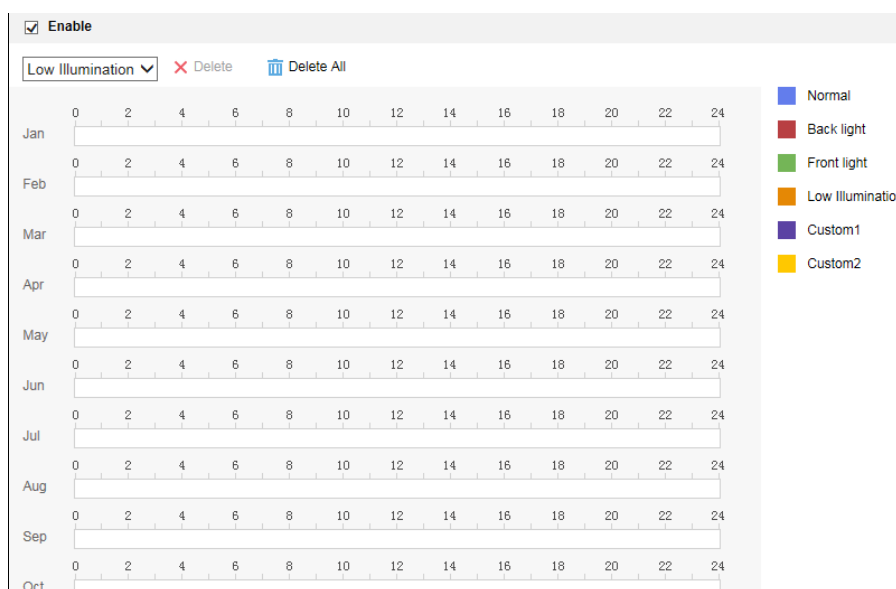 Enable
Low Illumination Delete Delete All
0 2 4 6 8 10 12 14 16 18 20 22 24
Jan
0 2 4 6 8 10 12 14 16 18 20 22 24
Feb
0 2 4 6 8 10 12 14 16 18 20 22 24
Mar
0 2 4 6 8 10 12 14 16 18 20 22 24
Apr
0 2 4 6 8 10 12 14 16 18 20 22 24
May
0 2 4 6 8 10 12 14 16 18 20 22 24
Jun
0 2 4 6 8 10 12 14 16 18 20 22 24
Jul
0 2 4 6 8 10 12 14 16 18 20 22 24
Aug
0 2 4 6 8 10 12 14 16 18 20 22 24
Sep
0 2 4 6 8 10 12 14 16 18 20 22 24
Oct
Normal
Back light
Front light
Low Illuminatio
Custom1
Custom2